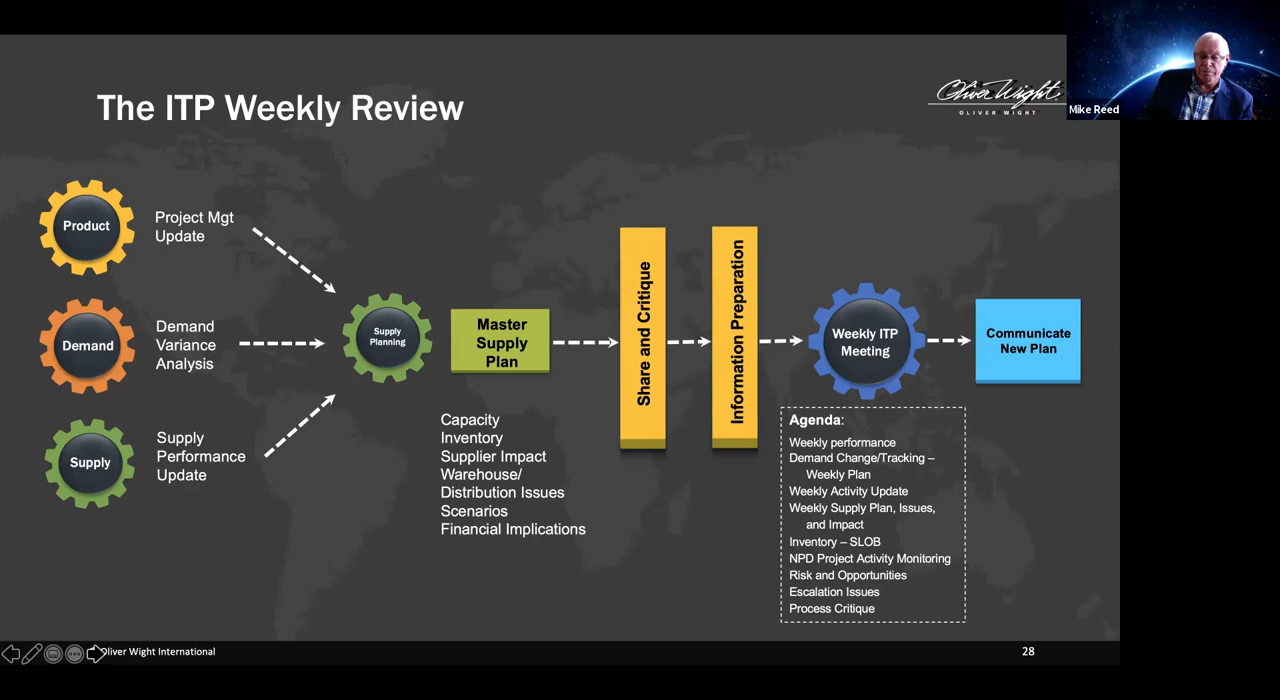 The ITP Weekly Review
Oliver Wight
OLIVER WIGHT
Mike Reed
Product
Project Mgt
Update
Demand
Demand
Variance
Analysis
Supply
Supply
Performance
Update
Supply
Planning
Master
Supply
Plan
Capacity
Inventory
Supplier Impact
Warehouse/
Distribution Issues
Scenarios
Financial Implications
Share and Critique
Information Preparation
Weekly ITP
Meeting
Agenda:
Weekly performance
Demand Change/Tracking –
Weekly Plan
Weekly Activity Update
Weekly Supply Plan, Issues,
and Impact
Inventory – SLOB
NPD Project Activity Monitoring
Risk and Opportunities
Escalation Issues
Process Critique
Communicate
New Plan
Oliver Wight International
28